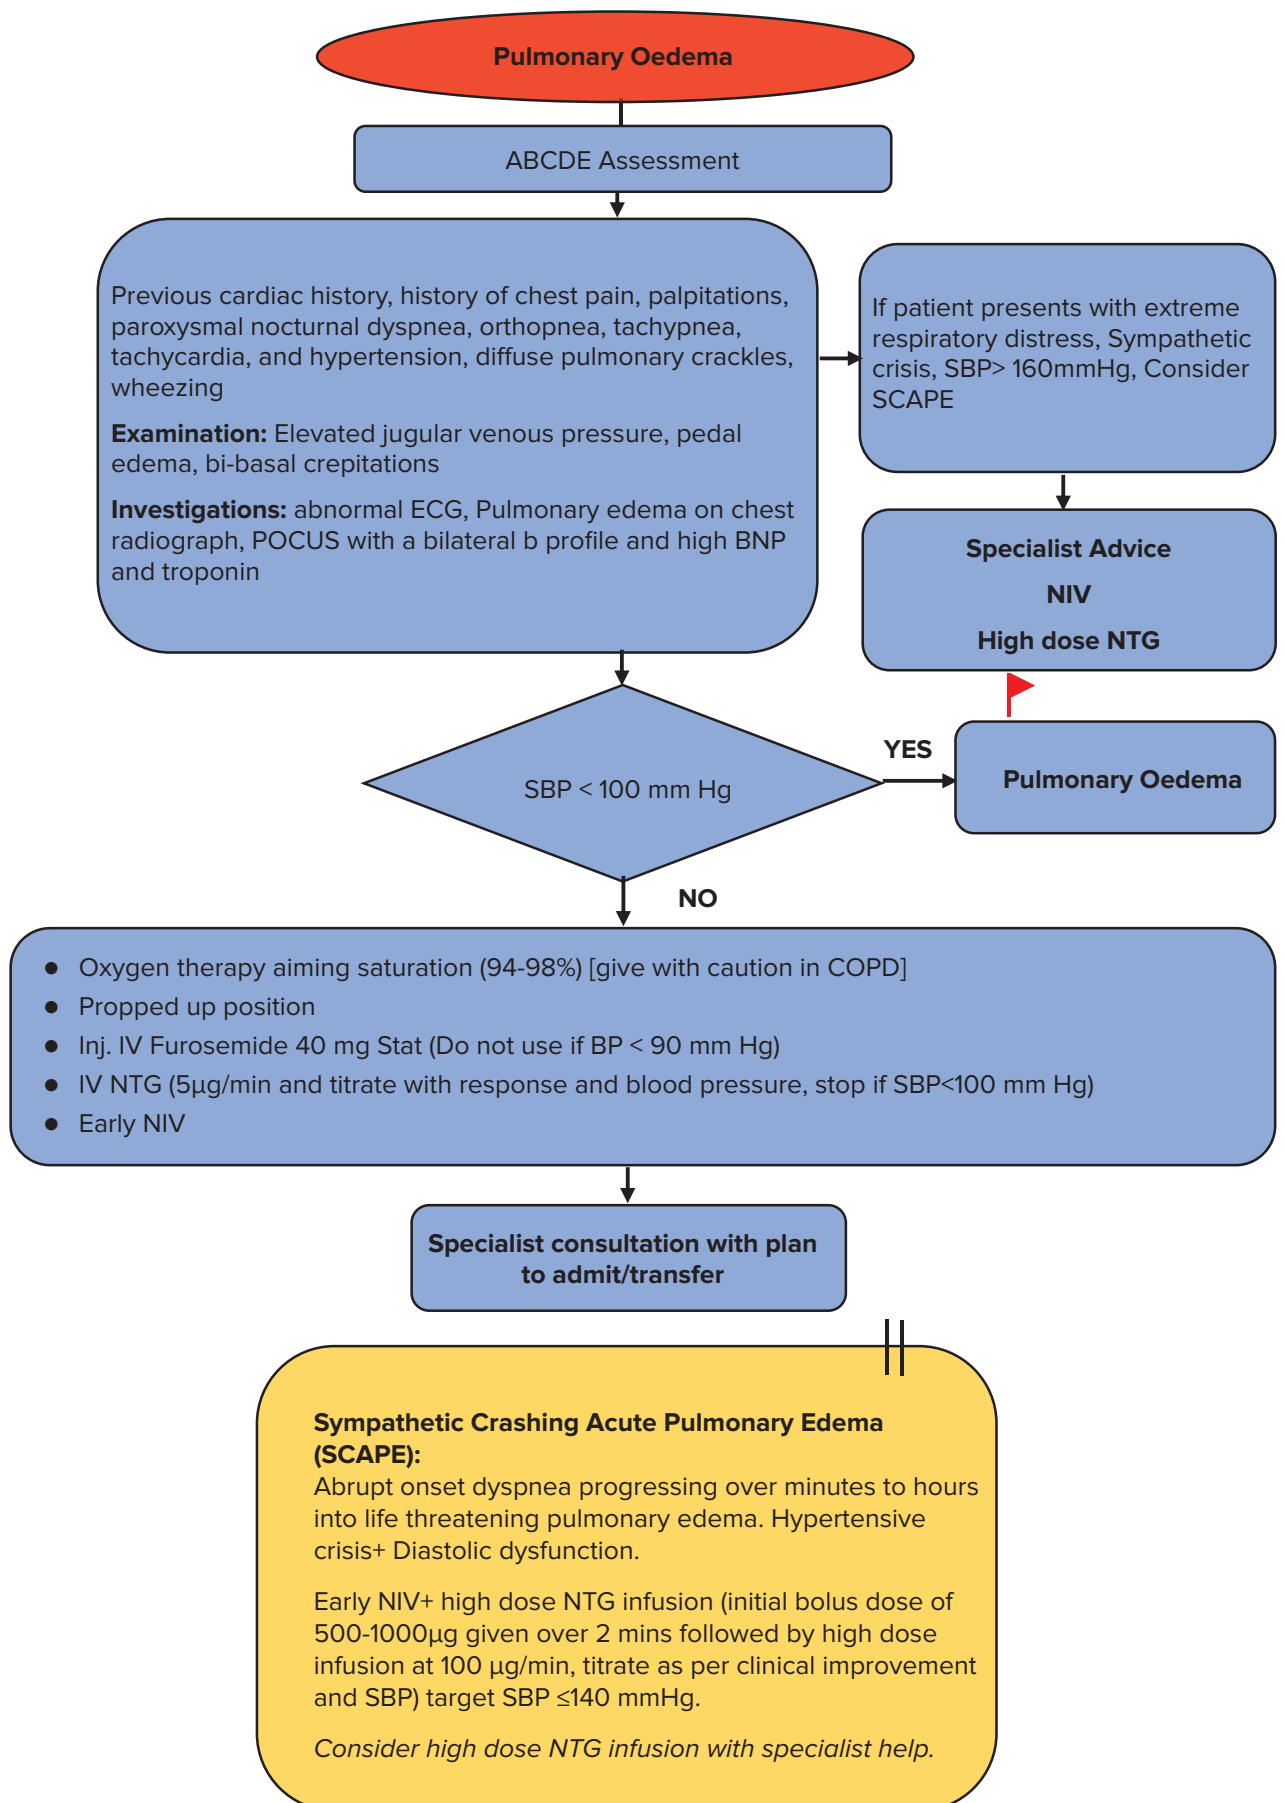 Pulmonary Oedema
ABCDE Assessment
Previous cardiac history, history of chest pain, palpitations,
paroxysmal nocturnal dyspnea, orthopnea, tachypnea,
tachycardia, and hypertension, diffuse pulmonary crackles,
wheezing
Examination: Elevated jugular venous pressure, pedal
edema, bi-basal crepitations
Investigations: abnormal ECG, Pulmonary edema on chest
radiograph, POCUS with a bilateral b profile and high BNP
and troponin
If patient presents with extreme
respiratory distress, Sympathetic
crisis, SBP> 160mmHg, Consider
SCAPE
Specialist Advice
NIV
High dose NTG
SBP < 100 mm Hg
YES
Pulmonary Oedema
NO
● Oxygen therapy aiming saturation (94-98%) [give with caution in COPD]
● Propped up position
● Inj. IV Furosemide 40 mg Stat (Do not use if BP < 90 mm Hg)
● IV NTG (5µg/min and titrate with response and blood pressure, stop if SBP<100 mm Hg)
● Early NIV
Specialist consultation with plan
to admit/transfer
Sympathetic Crashing Acute Pulmonary Edema
(SCAPE):
Abrupt onset dyspnea progressing over minutes to hours
into life threatening pulmonary edema. Hypertensive
crisis+ Diastolic dysfunction.
Early NIV+ high dose NTG infusion (initial bolus dose of
500-1000µg given over 2 mins followed by high dose
infusion at 100 µg/min, titrate as per clinical improvement
and SBP) target SBP ≤140 mmHg.
Consider high dose NTG infusion with specialist help.